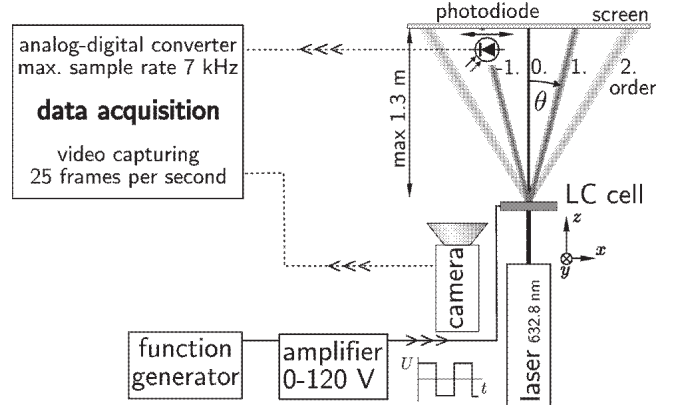 photodiode
screen
analog-digital converter
max. sample rate 7 kHz
data acquisition
video capturing
25 frames per second
max 1.3 m
-1. 0. 1. 2.
order
θ
LC cell
z
x
y
camera
laser 632.8 nm
function
generator
amplifier
0-120 V
U
t